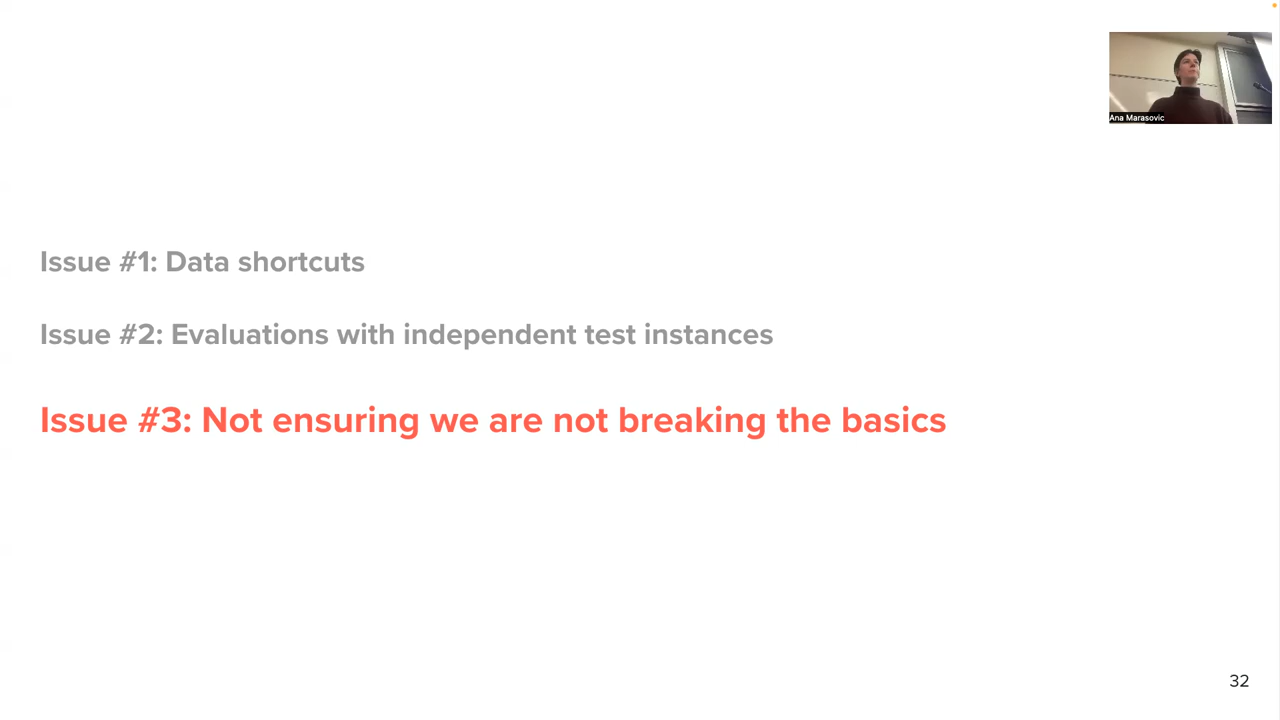 Ana Marasovic
Issue #1: Data shortcuts
Issue #2: Evaluations with independent test instances
Issue #3: Not ensuring we are not breaking the basics
32